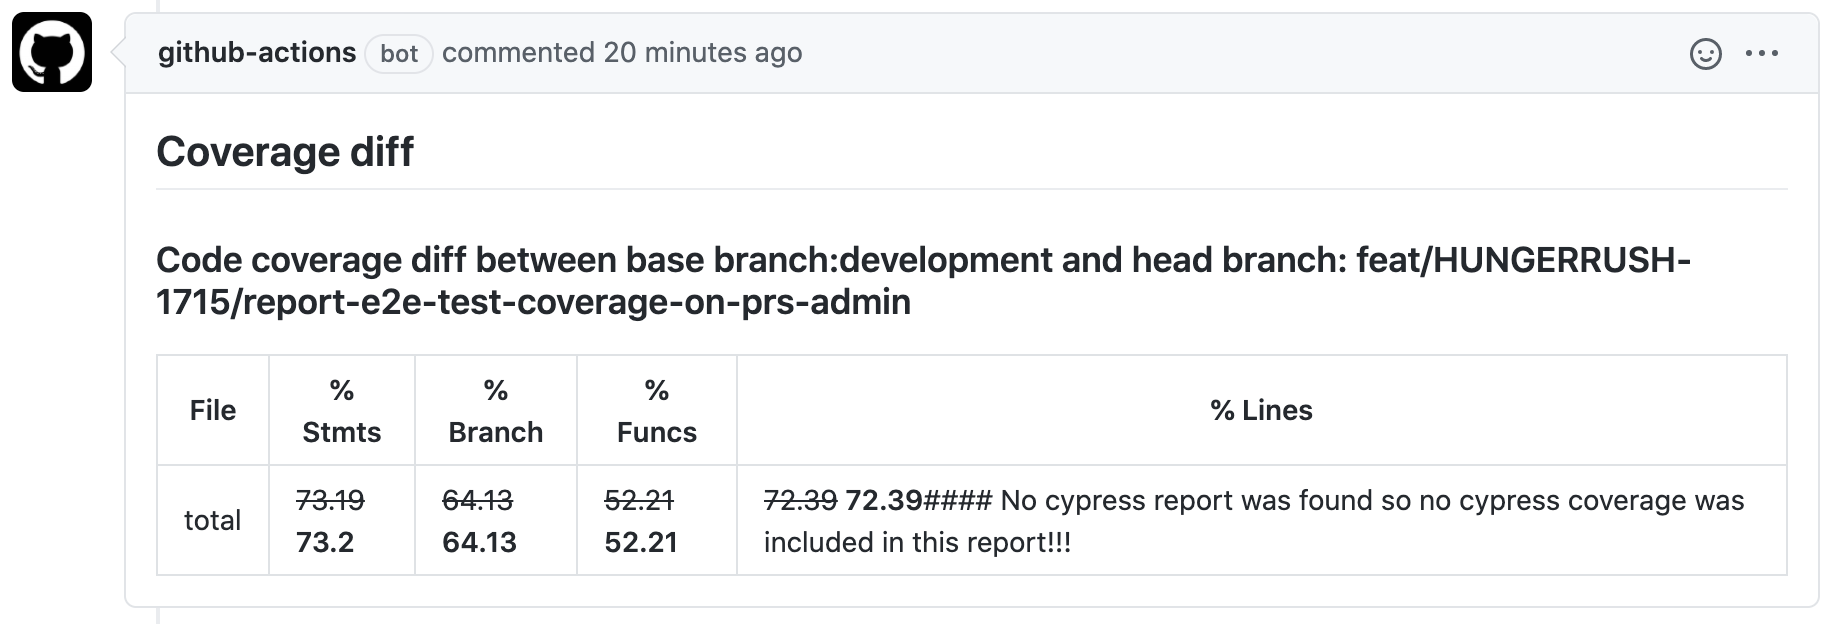 github-actions bot commented 20 minutes ago
Coverage diff
Code coverage diff between base branch:development and head branch: feat/HUNGERRUSH-
1715/report-e2e-test-coverage-on-prs-admin
File % Stmts % Branch % Funcs % Lines
total 73.19 73.2 64.13 64.13 52.21 52.21 72.39 72.39#### No cypress report was found so no cypress coverage was
included in this report!!!